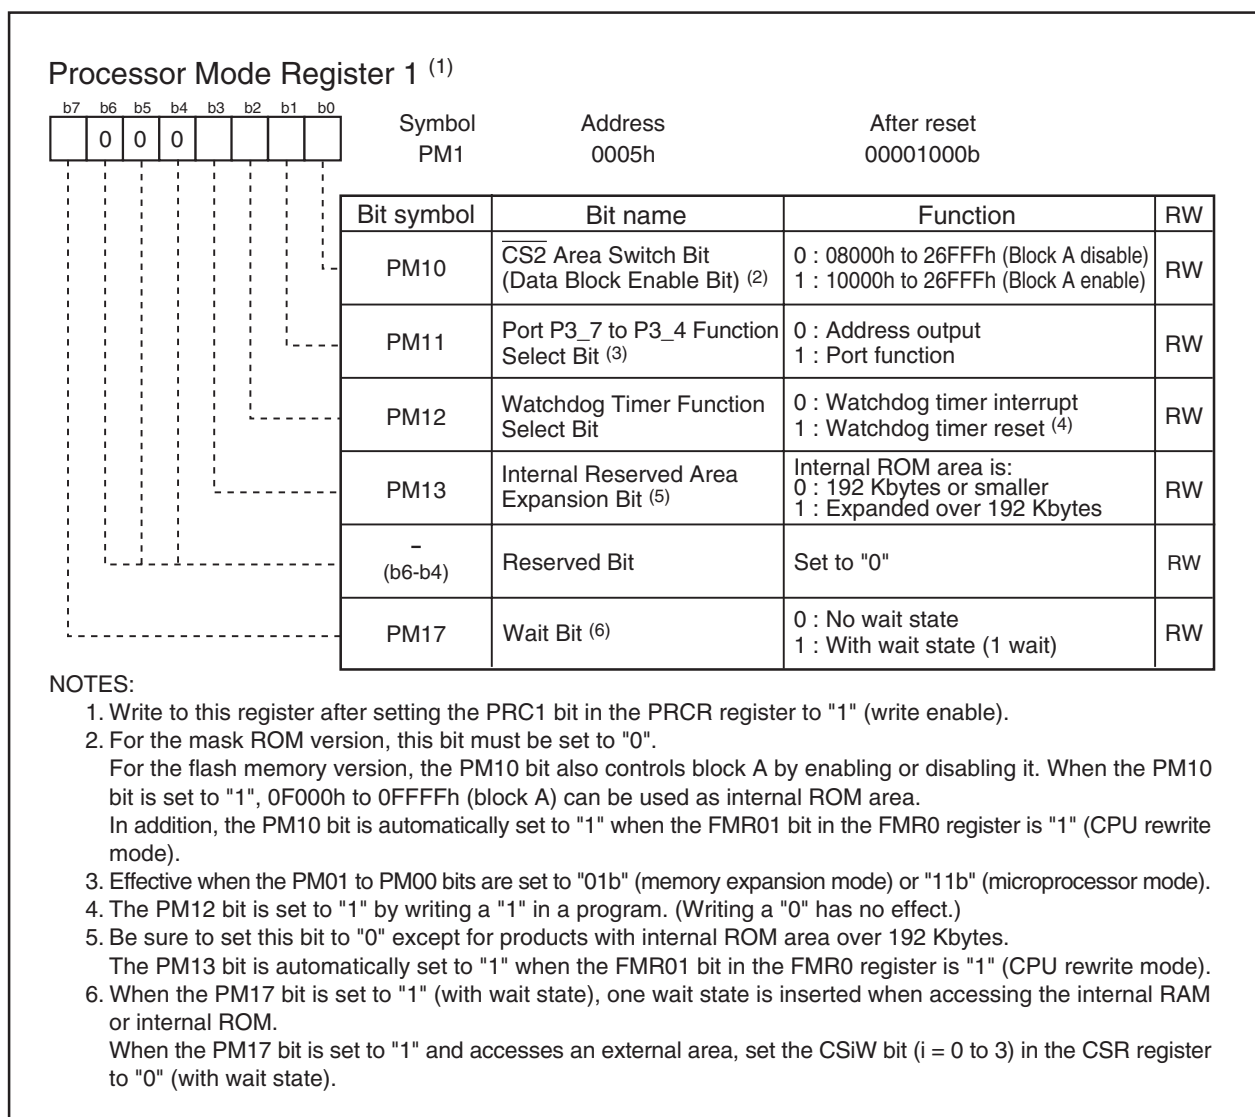 Processor Mode Register 1 (1)
b7 b6 b5 b4 b3 b2 b1 b0
0 0 0
Symbol Address After reset
PM1 0005h 00001000b
Bit symbol Bit name Function RW
PM10 CS2 Area Switch Bit (Data Block Enable Bit) (2) 0 : 08000h to 26FFFh (Block A disable) 1 : 10000h to 26FFFh (Block A enable) RW
PM11 Port P3_7 to P3_4 Function Select Bit (3) 0 : Address output 1 : Port function RW
PM12 Watchdog Timer Function Select Bit 0 : Watchdog timer interrupt 1 : Watchdog timer reset (4) RW
PM13 Internal Reserved Area Expansion Bit (5) Internal ROM area is: 0 : 192 Kbytes or smaller 1 : Expanded over 192 Kbytes RW
– (b6-b4) Reserved Bit Set to "0" RW
PM17 Wait Bit (6) 0 : No wait state 1 : With wait state (1 wait) RW
NOTES:
1. Write to this register after setting the PRC1 bit in the PRCR register to "1" (write enable).
2. For the mask ROM version, this bit must be set to "0".
For the flash memory version, the PM10 bit also controls block A by enabling or disabling it. When the PM10
bit is set to "1", 0F000h to 0FFFFh (block A) can be used as internal ROM area.
In addition, the PM10 bit is automatically set to "1" when the FMR01 bit in the FMR0 register is "1" (CPU rewrite
mode).
3. Effective when the PM01 to PM00 bits are set to "01b" (memory expansion mode) or "11b" (microprocessor mode).
4. The PM12 bit is set to "1" by writing a "1" in a program. (Writing a "0" has no effect.)
5. Be sure to set this bit to "0" except for products with internal ROM area over 192 Kbytes.
The PM13 bit is automatically set to "1" when the FMR01 bit in the FMR0 register is "1" (CPU rewrite mode).
6. When the PM17 bit is set to "1" (with wait state), one wait state is inserted when accessing the internal RAM
or internal ROM.
When the PM17 bit is set to "1" and accesses an external area, set the CSiW bit (i = 0 to 3) in the CSR register
to "0" (with wait state).